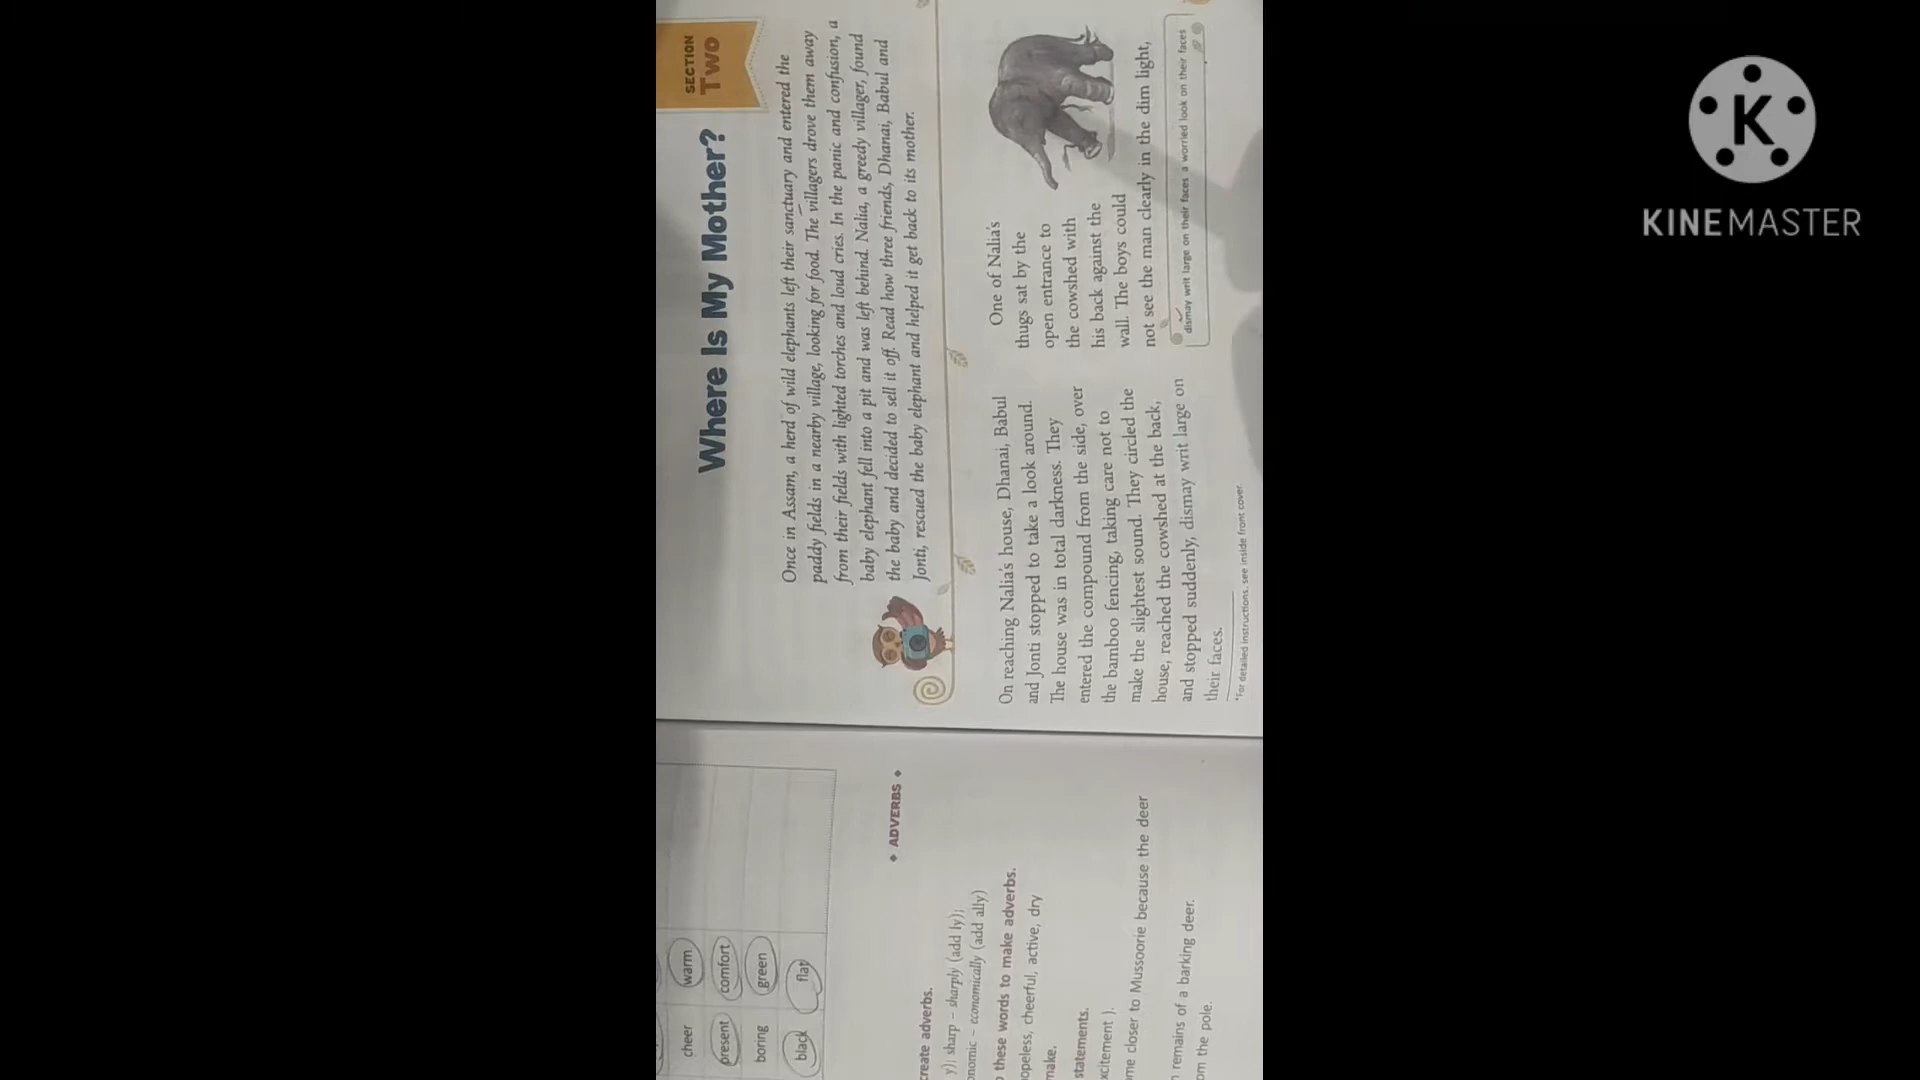 SECTION
TWO
Where Is My Mother?
Once in Assam, a herd of wild elephants left their sanctuary and entered the
paddy fields in a nearby village, looking for food. The villagers drove them away
from their fields with lighted torches and loud cries. In the panic and confusion, a
baby elephant fell into a pit and was left behind. Nalia, a greedy villager, found
the baby and decided to sell it off. Read how three friends, Dhanai, Babul and
Jonti, rescued the baby elephant and helped it get back to its mother.
On reaching Nalia's house, Dhanai, Babul
and Jonti stopped to take a look around.
The house was in total darkness. They
entered the compound from the side, over
the bamboo fencing, taking care not to
make the slightest sound. They circled the
house, reached the cowshed at the back,
and stopped suddenly, dismay writ large on
their faces.
One of Nalia's
thugs sat by the
open entrance to
the cowshed with
his back against the
wall. The boys could
not see the man clearly in the dim light,
dismay writ large on their faces a worried look on their faces
*For detailed instructions, see inside front cover.
cheer warm
present comfort
boring green
black flat
ADVERBS
create adverbs.
y); sharp – sharply (add ly);
onomic – economically (add ally)
these words to make adverbs.
opeless, cheerful, active, dry
make.
statements.
xcitement ).
ome closer to Mussoorie because the deer
remains of a barking deer.
om the pole.
K
KINEMASTER